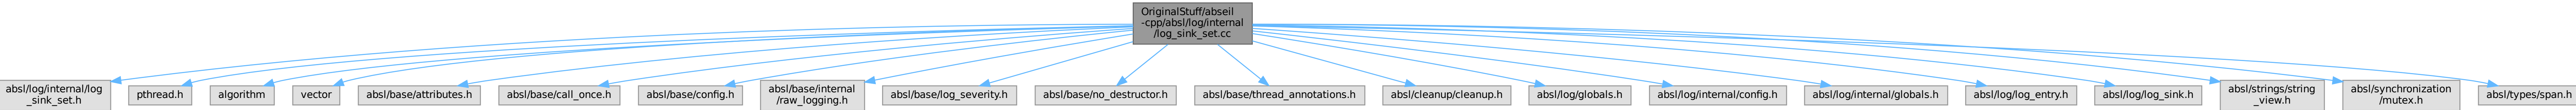 OriginalStuff/abseil
-cpp/absl/log/internal
/log_sink_set.cc
absl/log/internal/log
_sink_set.h
pthread.h
algorithm
vector
absl/base/attributes.h
absl/base/call_once.h
absl/base/config.h
absl/base/internal
/raw_logging.h
absl/base/log_severity.h
absl/base/no_destructor.h
absl/base/thread_annotations.h
absl/cleanup/cleanup.h
absl/log/globals.h
absl/log/internal/config.h
absl/log/internal/globals.h
absl/log/log_entry.h
absl/log/log_sink.h
absl/strings/string
_view.h
absl/synchronization
/mutex.h
absl/types/span.h